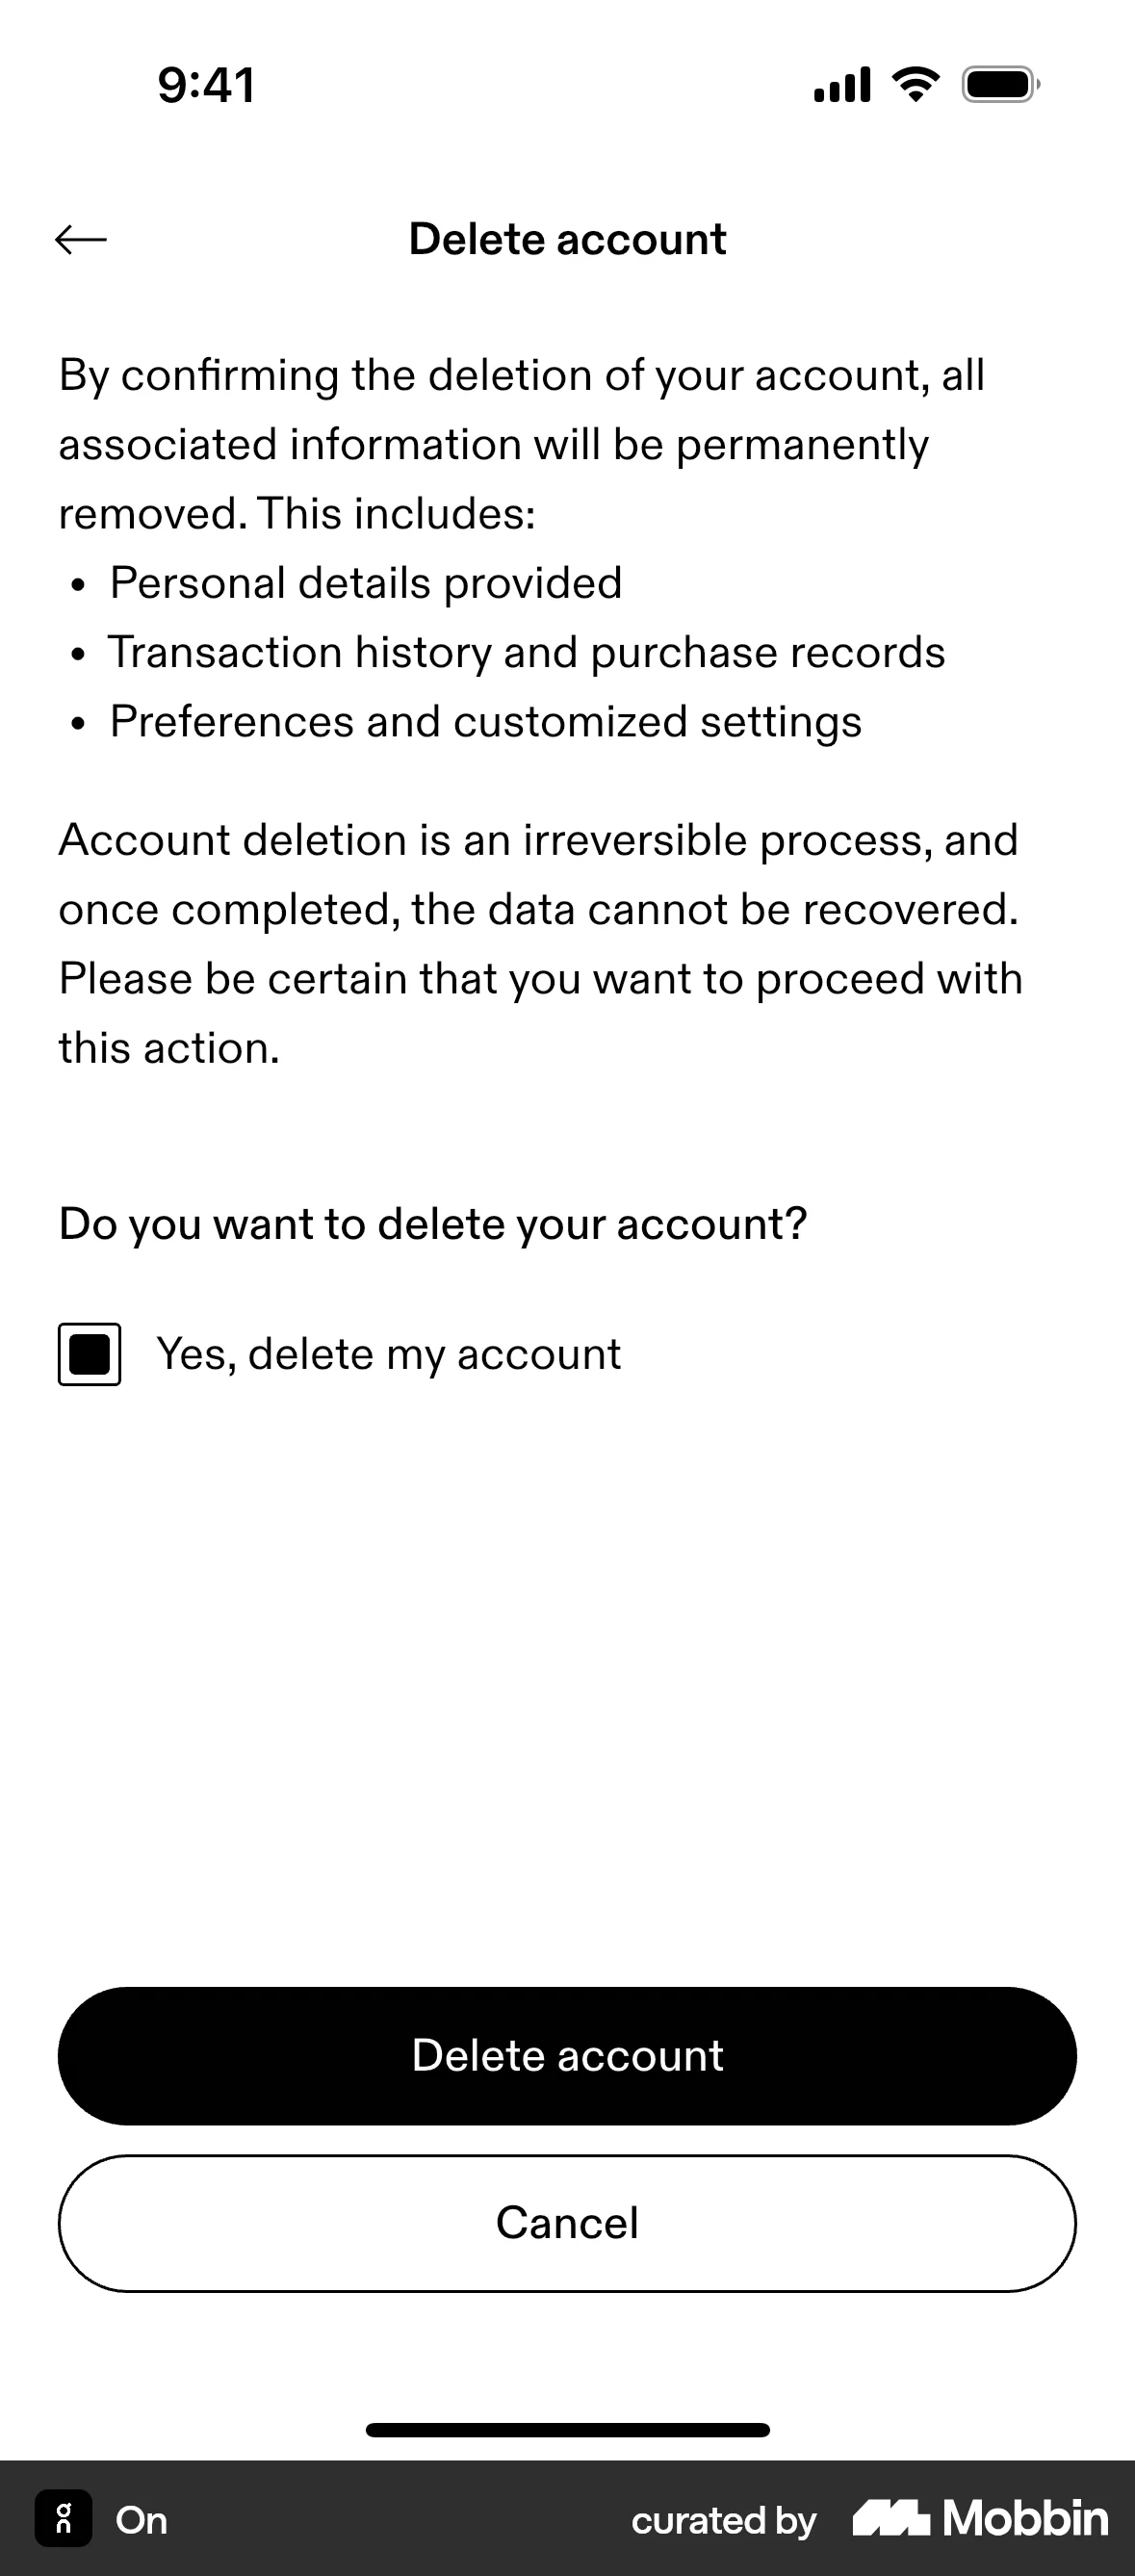 9:41
Delete account
By confirming the deletion of your account, all
associated information will be permanently
removed. This includes:
• Personal details provided
• Transaction history and purchase records
• Preferences and customized settings
Account deletion is an irreversible process, and
once completed, the data cannot be recovered.
Please be certain that you want to proceed with
this action.
Do you want to delete your account?
Yes, delete my account
Delete account
Cancel
On
curated by Mobbin